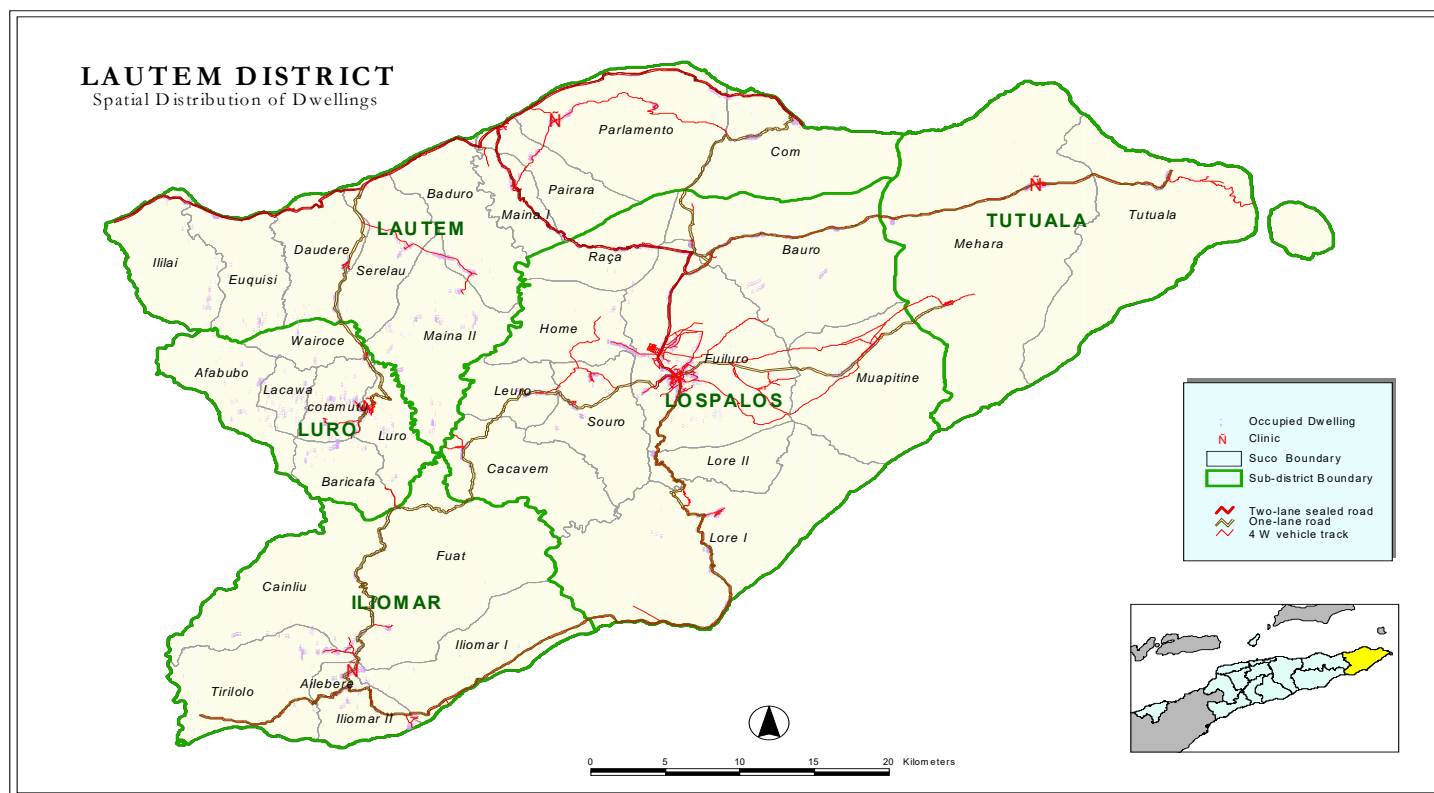 LAUTEM DISTRICT
Spatial Distribution of Dwellings
Parlamento
Com
Baduro
Pairara
Maina I
LAUTEM
TUTUALA
Tutuala
Daudere
Mehara
Bauro
Raça
Ililai
Serelau
Euquisi
Home
Maina II
Wairoce
Fuiluro
Afabubo
Muapitine
Lacawa
Leuro
LOSPALOS
cotamutu
Souro
LURO
Luro
Lore II
Cacavem
Baricafa
Lore I
Fuat
Cainliu
ILIOMAR
Iliomar I
Ailebere
Tirilolo
Iliomar II
Ñ
Ñ
Ñ
Ñ
Occupied Dwelling
Ñ Clinic
Suco Boundary
Sub-district Boundary
Two-lane sealed road
One-lane road
4 W vehicle track
0 5 10 15 20 Kilometers